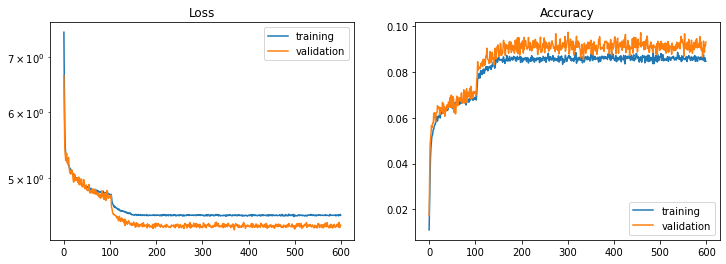 Loss
7 × 10⁰
6 × 10⁰
5 × 10⁰
0 100 200 300 400 500 600
training
validation
Accuracy
0.10
0.08
0.06
0.04
0.02
0 100 200 300 400 500 600
training
validation